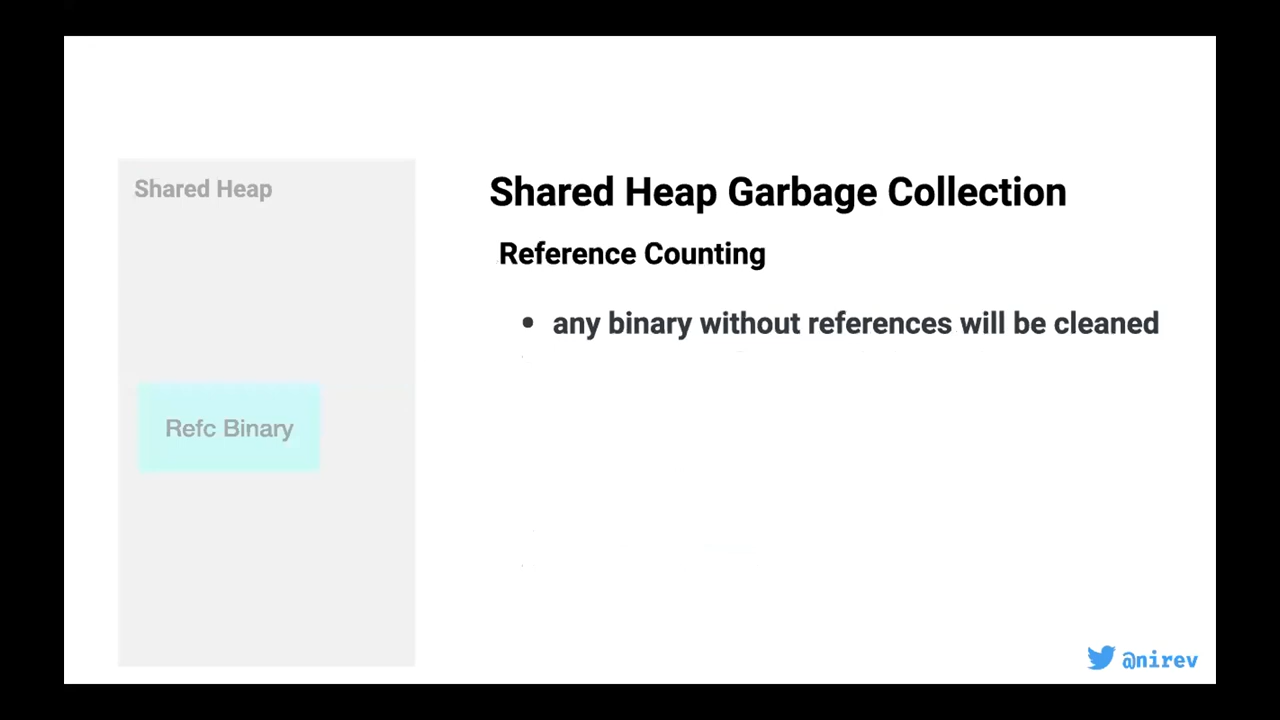 Shared Heap
Refc Binary
Shared Heap Garbage Collection
Reference Counting
• any binary without references will be cleaned
@nirev